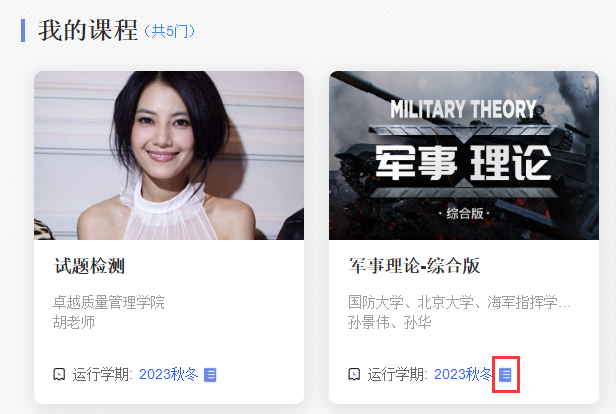 我的课程（共5门）
MILITARY THEORY
军事 理论
·综合版·
试题检测
卓越质量管理学院
胡老师
运行学期: 2023秋冬
军事理论-综合版
国防大学、北京大学、海军指挥学...
孙景伟、孙华
运行学期: 2023秋冬